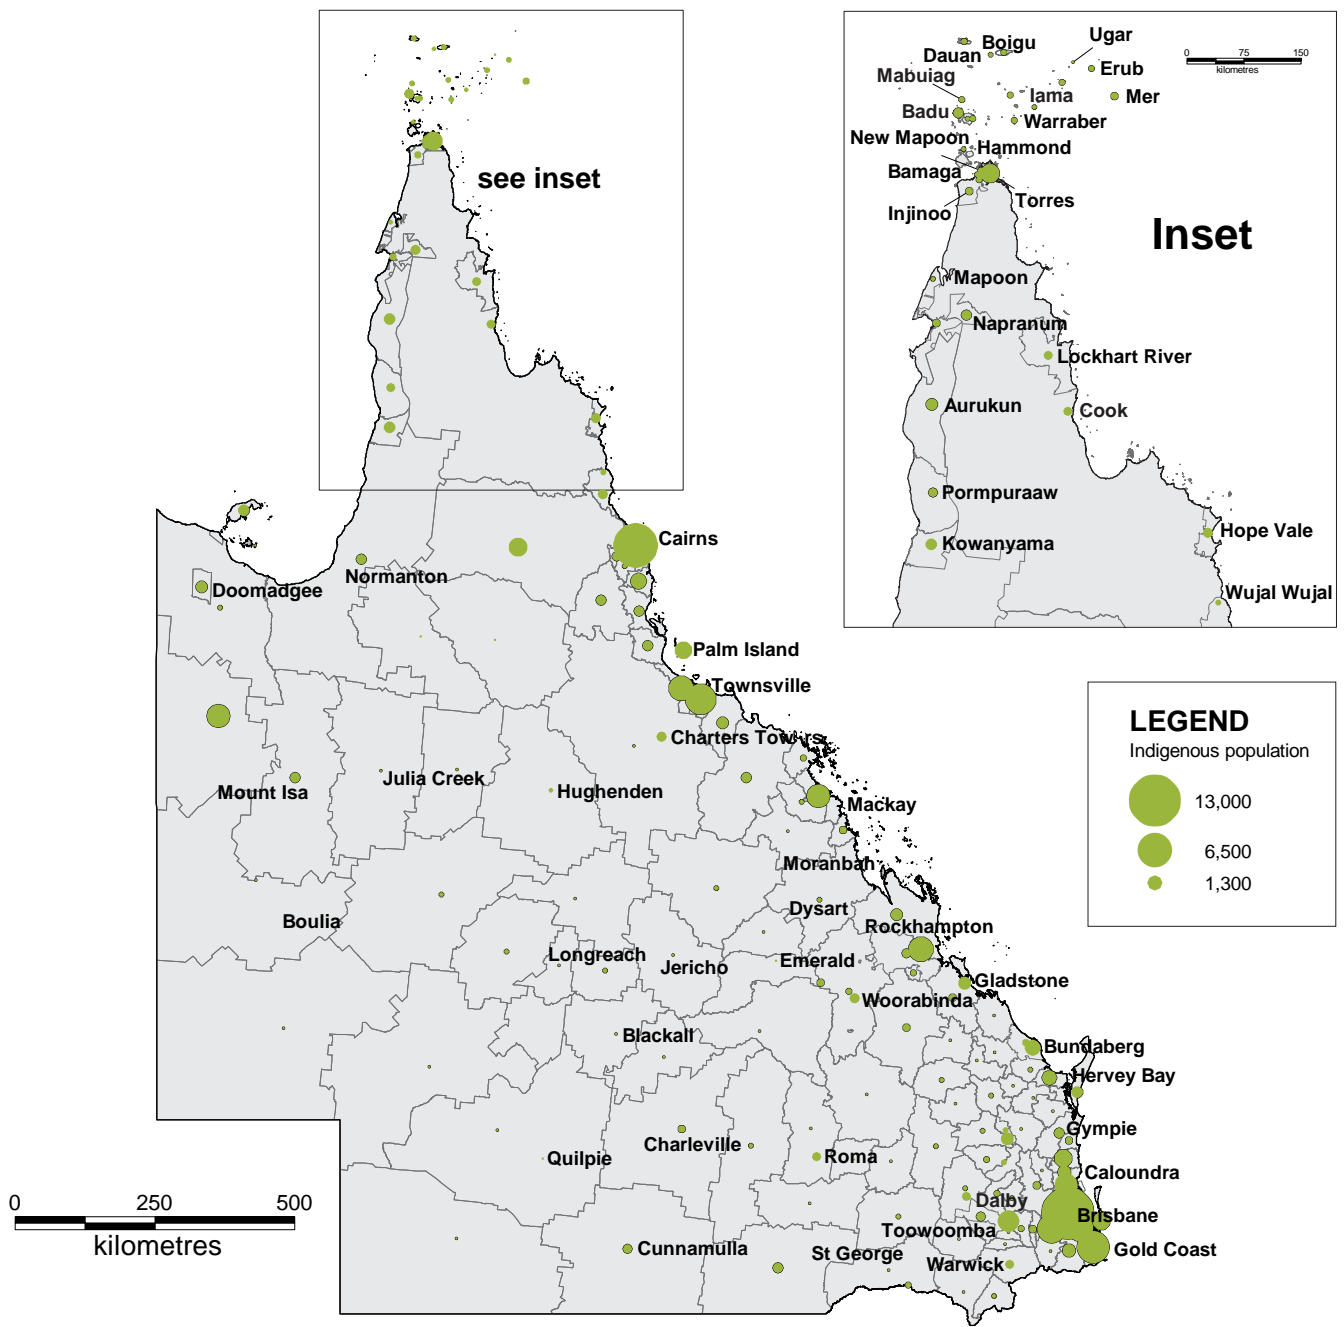 see inset
Cairns
Normanton
Doomadgee
Palm Island
Townsville
Charters Towers
Julia Creek
Mount Isa
Hughenden
Mackay
Moranbah
Dysart
Boulia
Rockhampton
Longreach
Jericho
Emerald
Gladstone
Woorabinda
Blackall
Bundaberg
Hervey Bay
Gympie
Charleville
Roma
Quilpie
Caloundra
Dalby
Brisbane
Toowoomba
Cunnamulla
St George
Warwick
Gold Coast
0 250 500
kilometres
Ugar
Boigu
Dauan
Erub
Mabuiag
Iama
Mer
Badu
Warraber
New Mapoon
Hammond
Bamaga
Torres
Injinoo
0 75 150
kilometres
Inset
Mapoon
Napranum
Lockhart River
Aurukun
Cook
Pormpuraaw
Hope Vale
Kowanyama
Wujal Wujal
LEGEND
Indigenous population
13,000
6,500
1,300